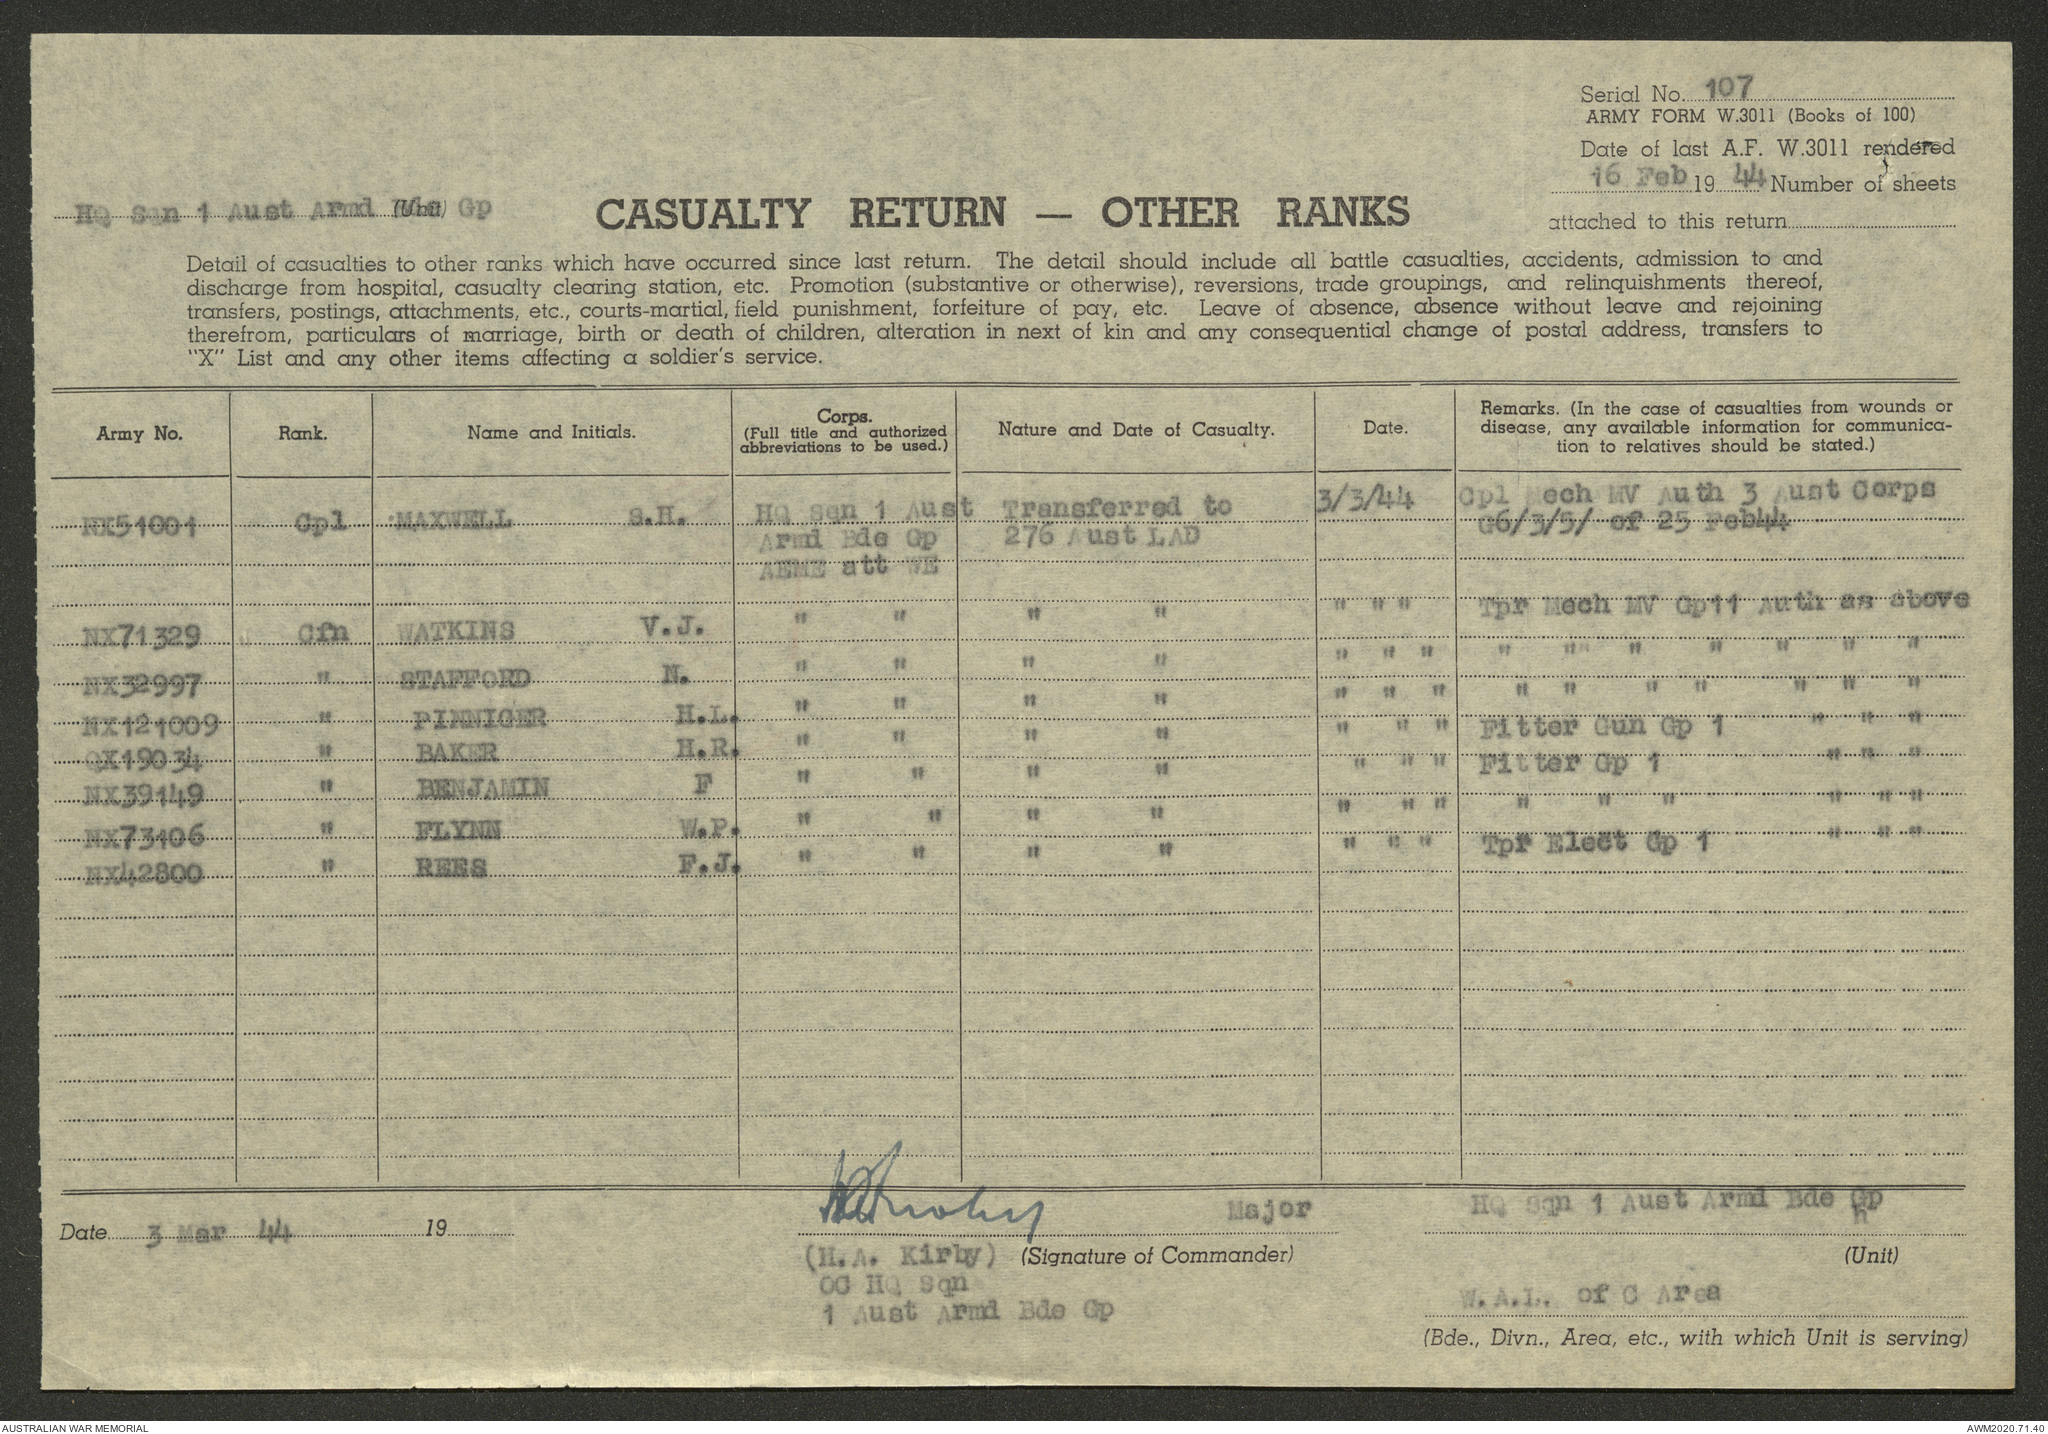 Serial No. 107
ARMY FORM W.3011 (Books of 100)
Date of last A.F. W.3011 rendered
16 Feb 19 44 Number of sheets
attached to this return
HQ Sqn 1 Aust Armd Bde Gp (Unit)
CASUALTY RETURN — OTHER RANKS
Detail of casualties to other ranks which have occurred since last return. The detail should include all battle casualties, accidents, admission to and
discharge from hospital, casualty clearing station, etc. Promotion (substantive or otherwise), reversions, trade groupings, and relinquishments thereof,
transfers, postings, attachments, etc., courts-martial, field punishment, forfeiture of pay, etc. Leave of absence, absence without leave and rejoining
therefrom, particulars of marriage, birth or death of children, alteration in next of kin and any consequential change of postal address, transfers to
"X" List and any other items affecting a soldier's service.
Army No. Rank. Name and Initials. Corps. (Full title and authorized abbreviations to be used.) Nature and Date of Casualty. Date. Remarks. (In the case of casualties from wounds or disease, any available information for communication to relatives should be stated.)
NX51001 Cpl MAXWELL S.H. HQ Sqn 1 Aust Transferred to 3/3/44 Cpl Mech MV Auth 3 Aust Corps
Armd Bde Gp 276 Aust LAD G6/3/5/ of 25 Feb44
AEME att WE
NX71329 Cfn WATKINS V.J. " " " " " " " Tpr Mech MV Gp11 Auth as above
NX32997 " STAFFORD N. " " " " " " " " " " " " " "
NX121009 " PINNIGER H.L. " " " " " " " " " " " " " "
QX19034 " BAKER H.R. " " " " " " " Fitter Gun Gp 1 " " "
NX39149 " BENJAMIN F " " " " " " " Fitter Gp 1 " " "
NX73106 " FLYNN W.P. " " " " " " " " " " " " "
NX42800 " REES F.J. " " " " " " " Tpr Elect Gp 1 " " "
Date 3 Mar 44 19
Major
(H.A. Kirby) (Signature of Commander)
OC HQ Sqn
1 Aust Armd Bde Gp
HQ Sqn 1 Aust Armd Bde Gp
(Unit)
W.A.L. of C Area
(Bde., Divn., Area, etc., with which Unit is serving)
AUSTRALIAN WAR MEMORIAL
AWM2020.71.40